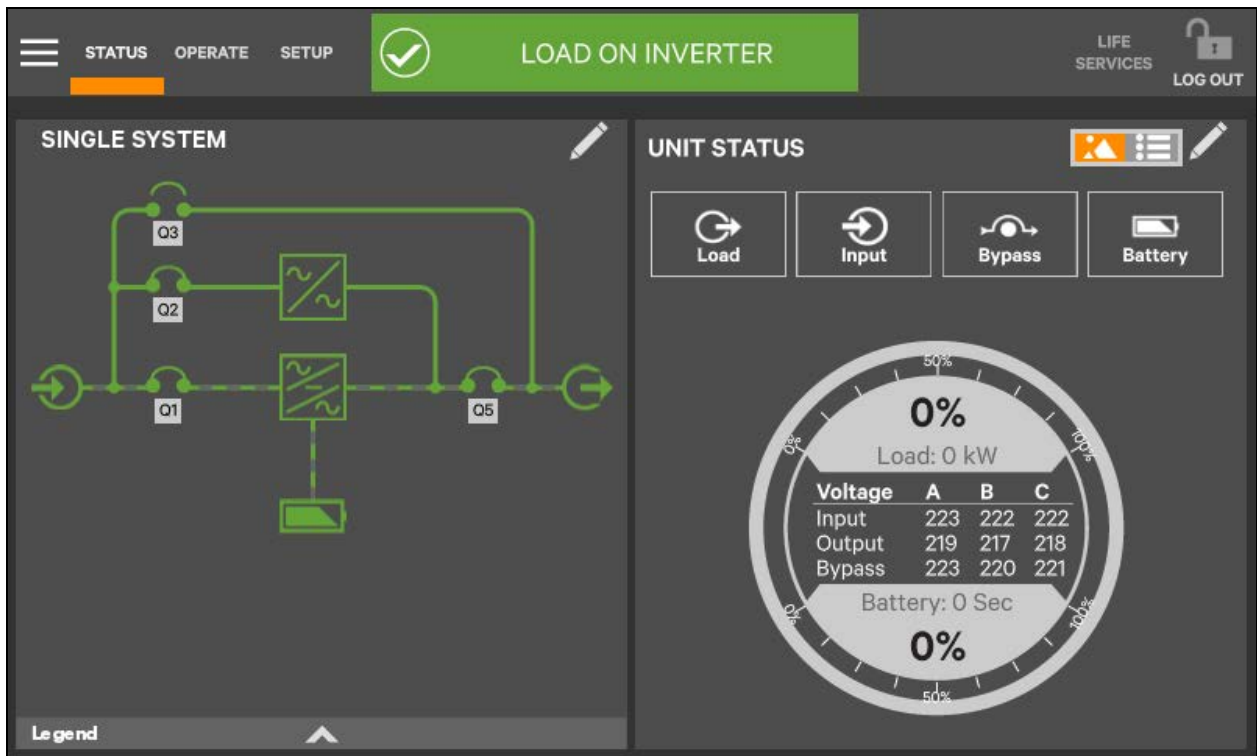 STATUS OPERATE SETUP LOAD ON INVERTER LIFE SERVICES LOG OUT
SINGLE SYSTEM
Q3
Q2
Q1 Q5
Legend
UNIT STATUS
Load Input Bypass Battery
50%
0% 100%
0%
Load: 0 kW
Voltage A B C
Input 223 222 222
Output 219 217 218
Bypass 223 220 221
Battery: 0 Sec
0%
0% 100%
50%